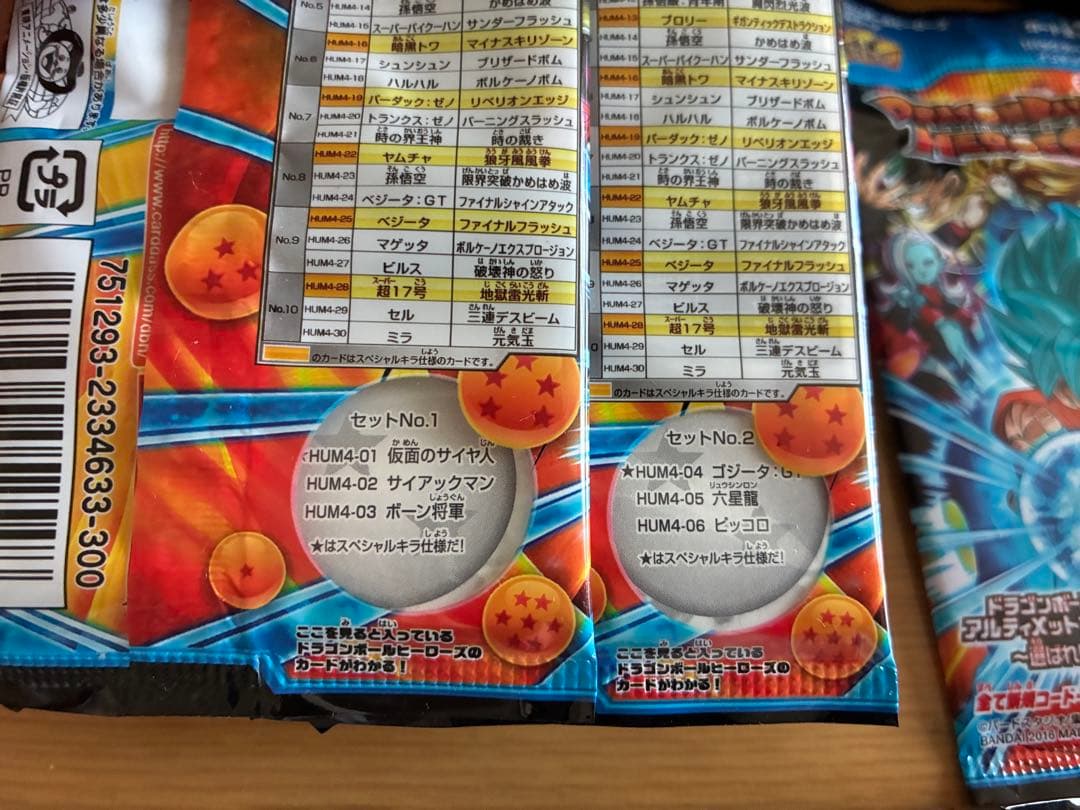 No.5
HUM4-14 孫悟空 かめはめ波
HUM4-15 スーパーバイクーハン サンダーフラッシュ
HUM4-16 暗黒トワ マイナスキリゾーン
No.6
HUM4-17 シュンシュン ブリザードボム
HUM4-18 ハルハル ボルケーノボム
HUM4-19 バーダック:ゼノ リベリオンエッジ
No.7
HUM4-20 トランクス:ゼノ バーニングスラッシュ
HUM4-21 時の界王神 時の裁き
HUM4-22 ヤムチャ 狼牙風風拳
No.8
HUM4-23 孫悟空 限界突破かめはめ波
HUM4-24 ベジータ:GT ファイナルシャインアタック
HUM4-25 ベジータ ファイナルフラッシュ
No.9
HUM4-26 マゲッタ ボルケーノエクスプロージョン
HUM4-27 ビルス 破壊神の怒り
HUM4-28 超17号 地獄雷光斬
No.10
HUM4-29 セル 三連デスビーム
HUM4-30 ミラ 元気玉
のカードはスペシャルキラ仕様のカードです。
セットNo.1
HUM4-01 仮面のサイヤ人
HUM4-02 サイアックマン
HUM4-03 ボーン将軍
★はスペシャルキラ仕様だ!
ここを見ると入っている
ドラゴンボールヒーローズの
カードがわかる!
HUM4-13 ブロリー ギガンティックデストラクション
HUM4-14 孫悟空 かめはめ波
HUM4-15 スーパーバイクーハン サンダーフラッシュ
HUM4-16 暗黒トワ マイナスキリゾーン
HUM4-17 シュンシュン ブリザードボム
HUM4-18 ハルハル ボルケーノボム
HUM4-19 バーダック:ゼノ リベリオンエッジ
HUM4-20 トランクス:ゼノ バーニングスラッシュ
HUM4-21 時の界王神 時の裁き
HUM4-22 ヤムチャ 狼牙風風拳
HUM4-23 孫悟空 限界突破かめはめ波
HUM4-24 ベジータ:GT ファイナルシャインアタック
HUM4-25 ベジータ ファイナルフラッシュ
HUM4-26 マゲッタ ボルケーノエクスプロージョン
HUM4-27 ビルス 破壊神の怒り
HUM4-28 超17号 地獄雷光斬
HUM4-29 セル 三連デスビーム
HUM4-30 ミラ 元気玉
のカードはスペシャルキラ仕様のカードです。
セットNo.2
★HUM4-04 ゴジータ:GT
HUM4-05 六星龍
HUM4-06 ピッコロ
★はスペシャルキラ仕様だ!
ここを見ると入っている
ドラゴンボールヒーローズの
カードがわかる!
プラ
PP
http://www.carddass.com/dbh/
751293-2334633-300
ドラゴンボー
アルティメット
~選ばれ
全て
BANDAI 2016 MA